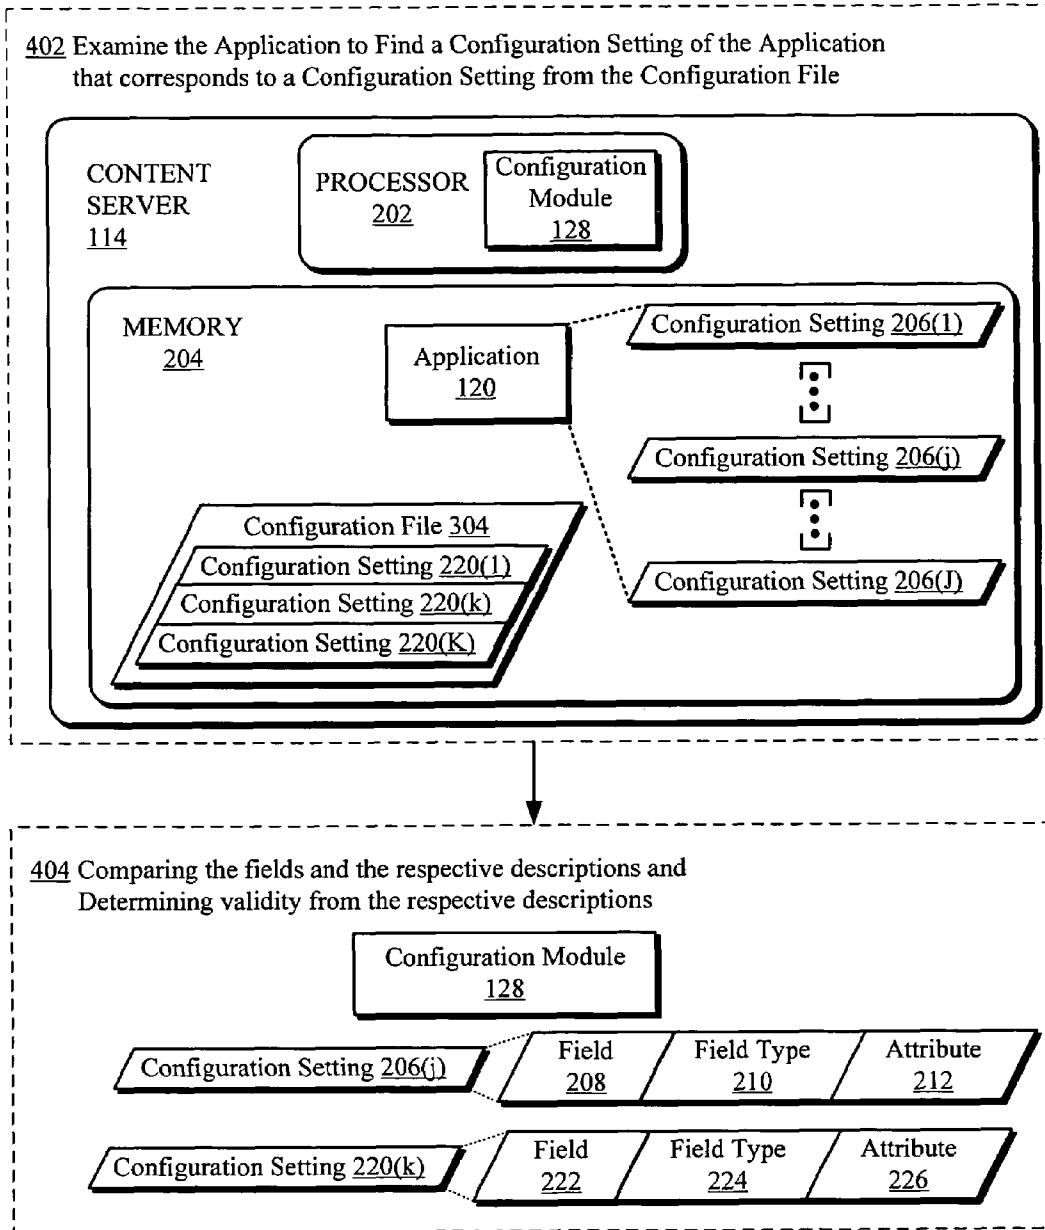 402 Examine the Application to Find a Configuration Setting of the Application
that corresponds to a Configuration Setting from the Configuration File
CONTENT
SERVER
114
PROCESSOR
202
Configuration
Module
128
MEMORY
204
Application
120
Configuration Setting 206(1)
Configuration Setting 206(j)
Configuration Setting 206(J)
Configuration File 304
Configuration Setting 220(1)
Configuration Setting 220(k)
Configuration Setting 220(K)
404 Comparing the fields and the respective descriptions and
Determining validity from the respective descriptions
Configuration Module
128
Configuration Setting 206(j)
Field
208
Field Type
210
Attribute
212
Configuration Setting 220(k)
Field
222
Field Type
224
Attribute
226